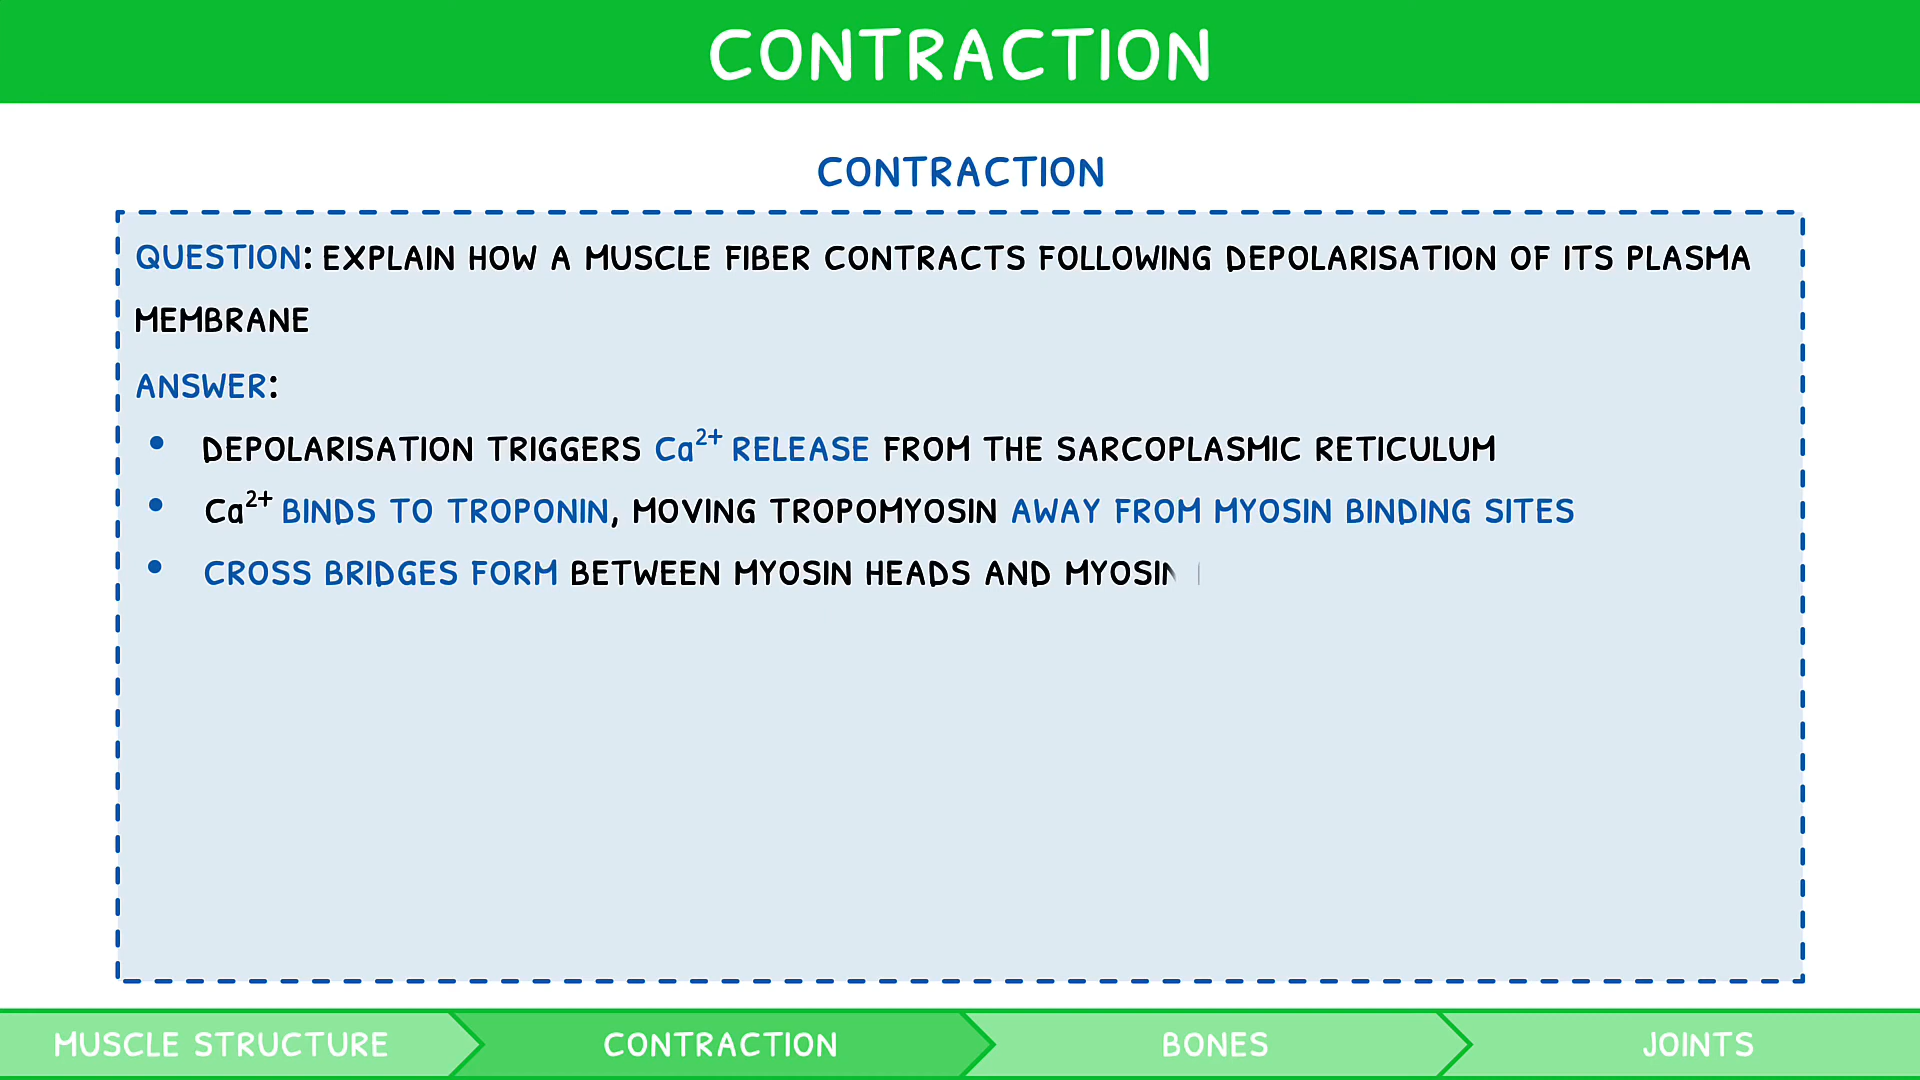 CONTRACTION
CONTRACTION
QUESTION: EXPLAIN HOW A MUSCLE FIBER CONTRACTS FOLLOWING DEPOLARISATION OF ITS PLASMA
MEMBRANE
ANSWER:
• DEPOLARISATION TRIGGERS Ca²⁺ RELEASE FROM THE SARCOPLASMIC RETICULUM
• Ca²⁺ BINDS TO TROPONIN, MOVING TROPOMYOSIN AWAY FROM MYOSIN BINDING SITES
• CROSS BRIDGES FORM BETWEEN MYOSIN HEADS AND MYOSIN
MUSCLE STRUCTURE
CONTRACTION
BONES
JOINTS